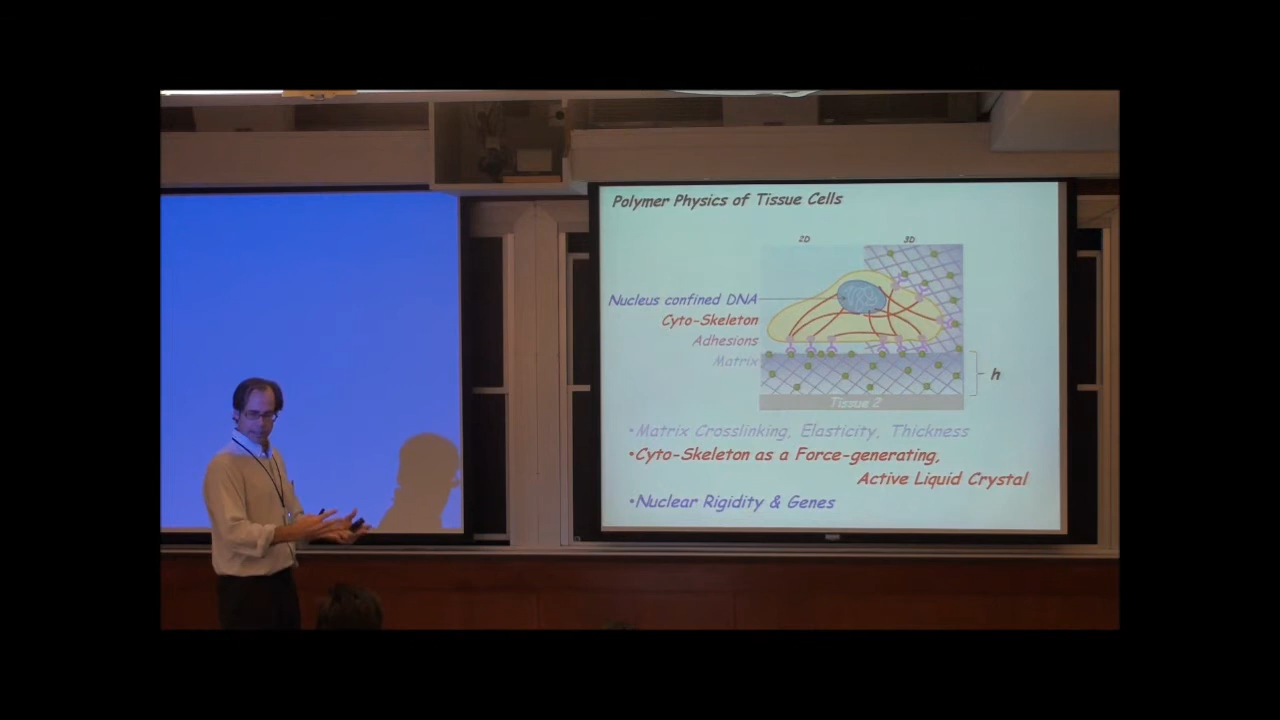 Polymer Physics of Tissue Cells
2D 3D
Nucleus confined DNA
Cyto-Skeleton
Adhesions
Matrix
h
Tissue 2
•Matrix Crosslinking, Elasticity, Thickness
•Cyto-Skeleton as a Force-generating,
Active Liquid Crystal
•Nuclear Rigidity & Genes